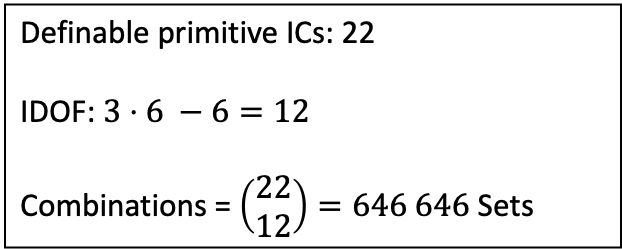 Definable primitive ICs: 22
IDOF: 3 · 6 − 6 = 12
Combinations = (22 12) = 646 646 Sets